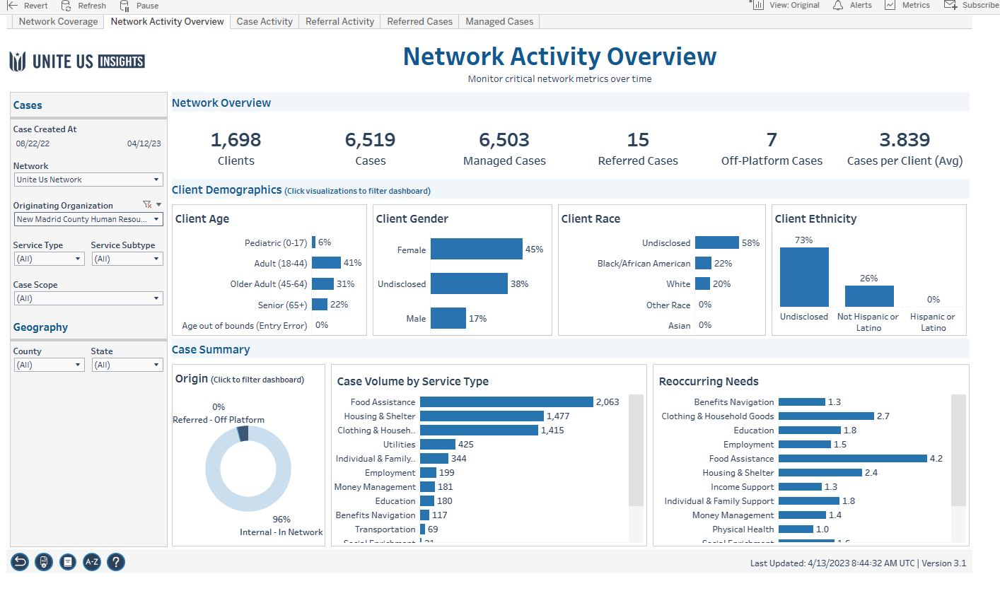 Revert Refresh Pause View: Original Alerts Metrics Subscribe
Network Coverage Network Activity Overview Case Activity Referral Activity Referred Cases Managed Cases
UNITE US INSIGHTS
Network Activity Overview
Monitor critical network metrics over time
Cases
Case Created At
08/22/22 04/12/23
Network
Unite Us Network
Originating Organization
New Madrid County Human Resou...
Service Type Service Subtype
(All) (All)
Case Scope
(All)
Geography
County State
(All) (All)
Network Overview
1,698 6,519 6,503 15 7 3.839
Clients Cases Managed Cases Referred Cases Off-Platform Cases Cases per Client (Avg)
Client Demographics (Click visualizations to filter dashboard)
Client Age
Pediatric (0-17) 6%
Adult (18-44) 41%
Older Adult (45-64) 31%
Senior (65+) 22%
Age out of bounds (Entry Error) 0%
Client Gender
Female 45%
Undisclosed 38%
Male 17%
Client Race
Undisclosed 58%
Black/African American 22%
White 20%
Other Race 0%
Asian 0%
Client Ethnicity
73%
26%
0%
Undisclosed Not Hispanic or Hispanic or
Latino Latino
Case Summary
Origin (Click to filter dashboard)
0%
Referred - Off Platform
96%
Internal - In Network
Case Volume by Service Type
Food Assistance 2,063
Housing & Shelter 1,477
Clothing & Househ.. 1,415
Utilities 425
Individual & Family.. 344
Employment 199
Money Management 181
Education 180
Benefits Navigation 117
Transportation 69
Social Enrichment 21
Reoccurring Needs
Benefits Navigation 1.3
Clothing & Household Goods 2.7
Education 1.8
Employment 1.5
Food Assistance 4.2
Housing & Shelter 2.4
Income Support 1.3
Individual & Family Support 1.8
Money Management 1.4
Physical Health 1.0
Social Enrichment 1.6
A-Z ?
Last Updated: 4/13/2023 8:44:32 AM UTC | Version 3.1